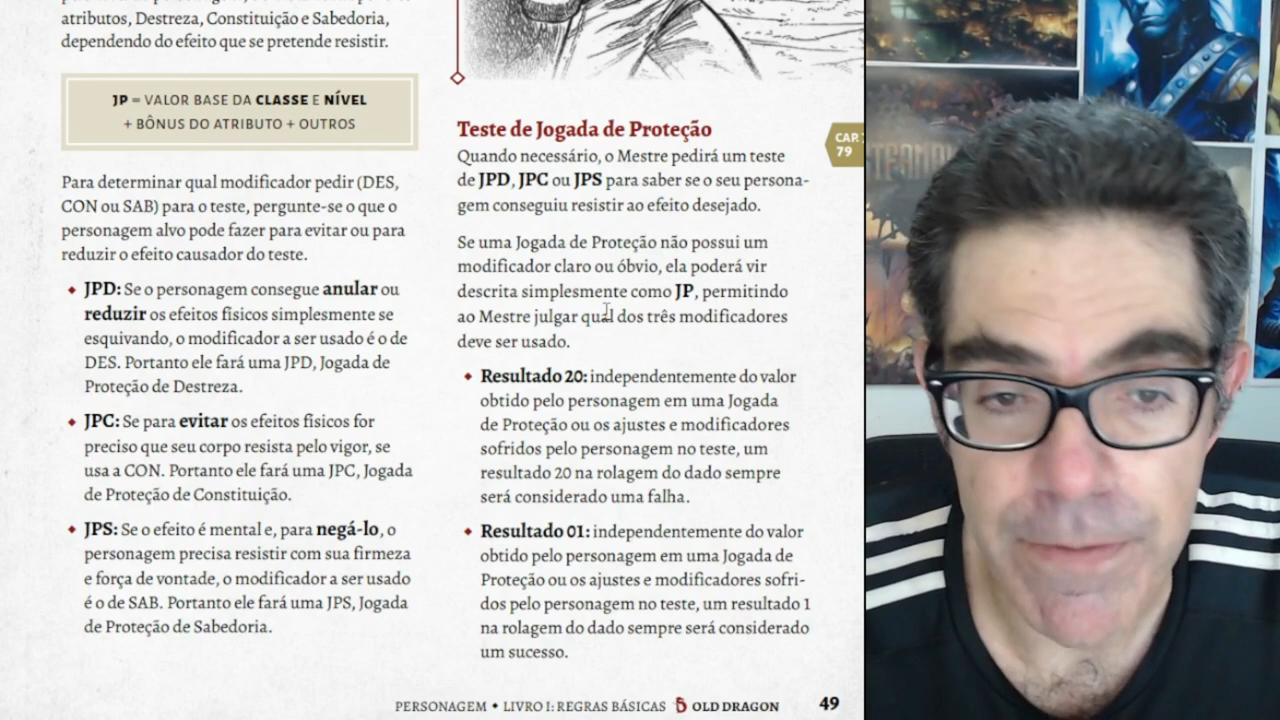 atributos, Destreza, Constituição e Sabedoria,
dependendo do efeito que se pretende resistir.
JP = VALOR BASE DA CLASSE E NÍVEL
+ BÔNUS DO ATRIBUTO + OUTROS
Para determinar qual modificador pedir (DES,
CON ou SAB) para o teste, pergunte-se o que o
personagem alvo pode fazer para evitar ou para
reduzir o efeito causador do teste.
JPD: Se o personagem consegue anular ou
reduzir os efeitos físicos simplesmente se
esquivando, o modificador a ser usado é o de
DES. Portanto ele fará uma JPD, Jogada de
Proteção de Destreza.
JPC: Se para evitar os efeitos físicos for
preciso que seu corpo resista pelo vigor, se
usa a CON. Portanto ele fará uma JPC, Jogada
de Proteção de Constituição.
JPS: Se o efeito é mental e, para negá-lo, o
personagem precisa resistir com sua firmeza
e força de vontade, o modificador a ser usado
é o de SAB. Portanto ele fará uma JPS, Jogada
de Proteção de Sabedoria.
Teste de Jogada de Proteção
Quando necessário, o Mestre pedirá um teste
de JPD, JPC ou JPS para saber se o seu persona-
gem conseguiu resistir ao efeito desejado.
Se uma Jogada de Proteção não possui um
modificador claro ou óbvio, ela poderá vir
descrita simplesmente como JP, permitindo
ao Mestre julgar qual dos três modificadores
deve ser usado.
Resultado 20: independentemente do valor
obtido pelo personagem em uma Jogada
de Proteção ou os ajustes e modificadores
sofridos pelo personagem no teste, um
resultado 20 na rolagem do dado sempre
será considerado uma falha.
Resultado 01: independentemente do valor
obtido pelo personagem em uma Jogada de
Proteção ou os ajustes e modificadores sofri-
dos pelo personagem no teste, um resultado 1
na rolagem do dado sempre será considerado
um sucesso.
CAP.
79
PERSONAGEM • LIVRO I: REGRAS BÁSICAS OLD DRAGON 49